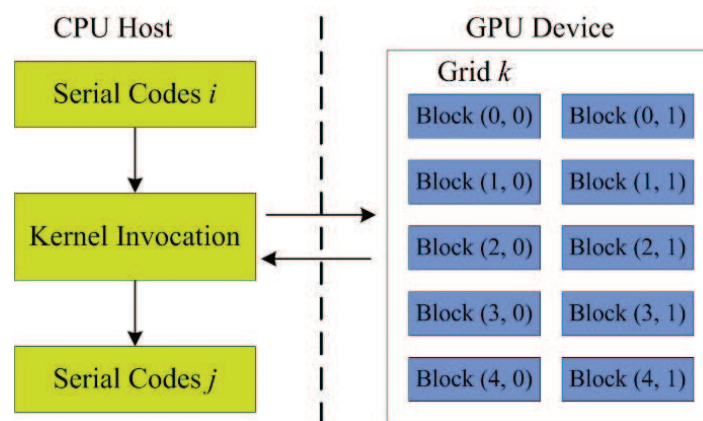 CPU Host
Serial Codes i
Kernel Invocation
Serial Codes j
GPU Device
Grid k
Block (0, 0) Block (0, 1)
Block (1, 0) Block (1, 1)
Block (2, 0) Block (2, 1)
Block (3, 0) Block (3, 1)
Block (4, 0) Block (4, 1)